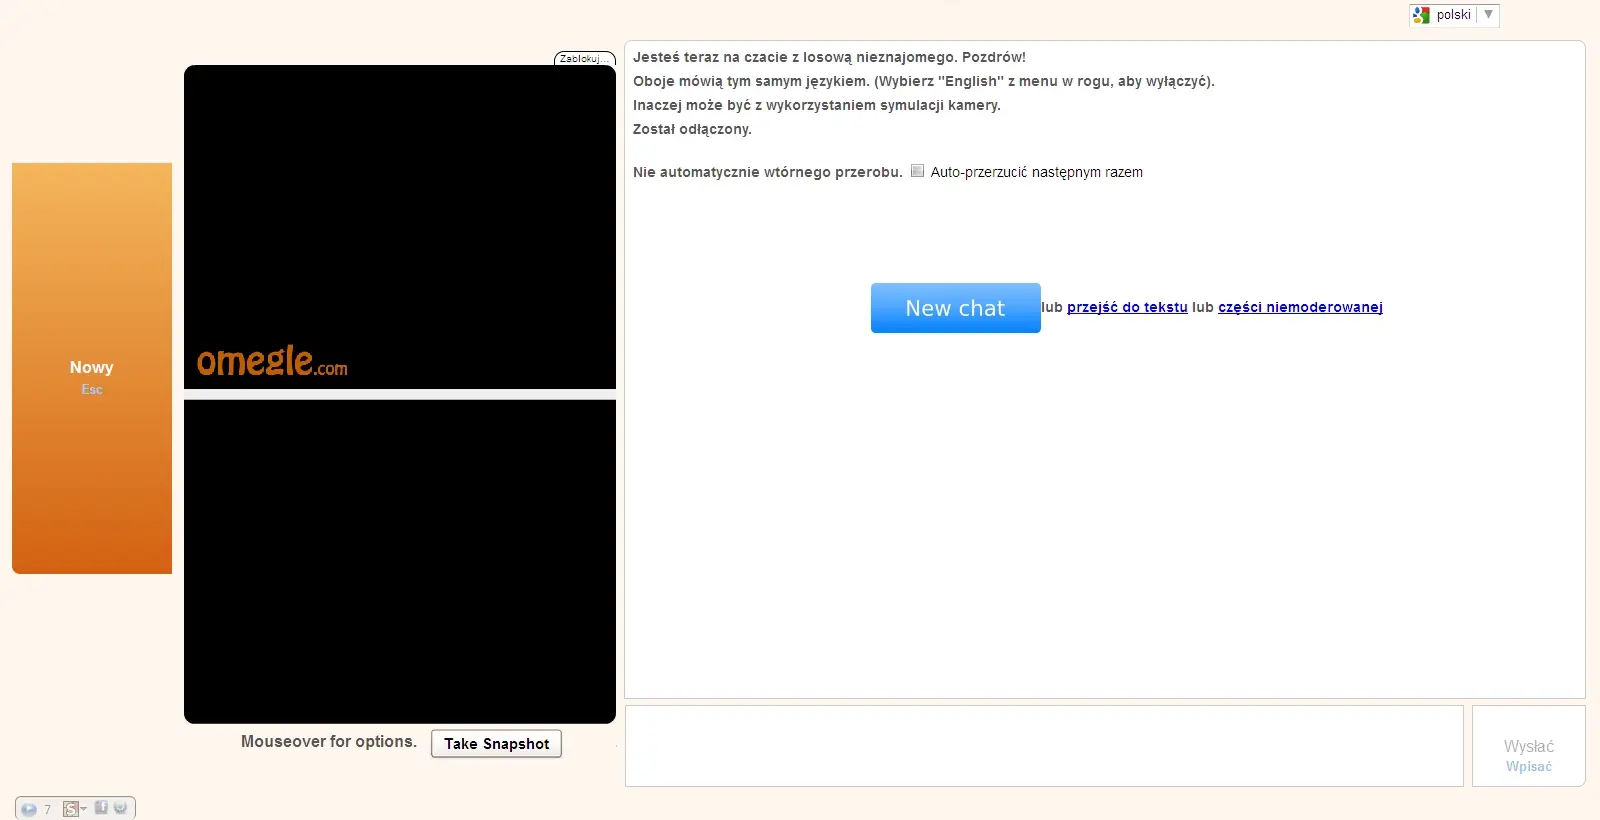 polski
Zablokuj...
Jesteś teraz na czacie z losową nieznajomego. Pozdrów!
Oboje mówią tym samym językiem. (Wybierz "English" z menu w rogu, aby wyłączyć).
Inaczej może być z wykorzystaniem symulacji kamery.
Został odłączony.
Nie automatycznie wtórnego przerobu. Auto-przerzucić następnym razem
New chat lub przejść do tekstu lub części niemoderowanej
Nowy
Esc
omegle.com
Mouseover for options. Take Snapshot
Wysłać
Wpisać
7